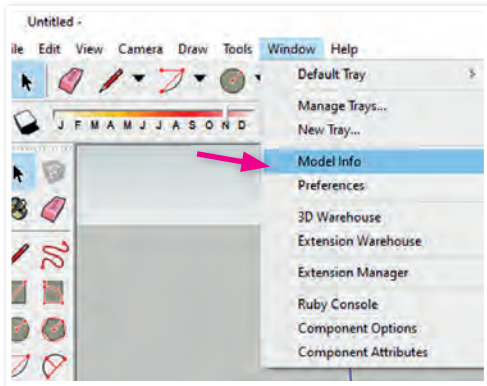 Untitled -
ile Edit View Camera Draw Tools Window Help
Default Tray
Manage Trays...
New Tray...
J F M A M J J A S O N D
Model Info
Preferences
3D Warehouse
Extension Warehouse
Extension Manager
Ruby Console
Component Options
Component Attributes